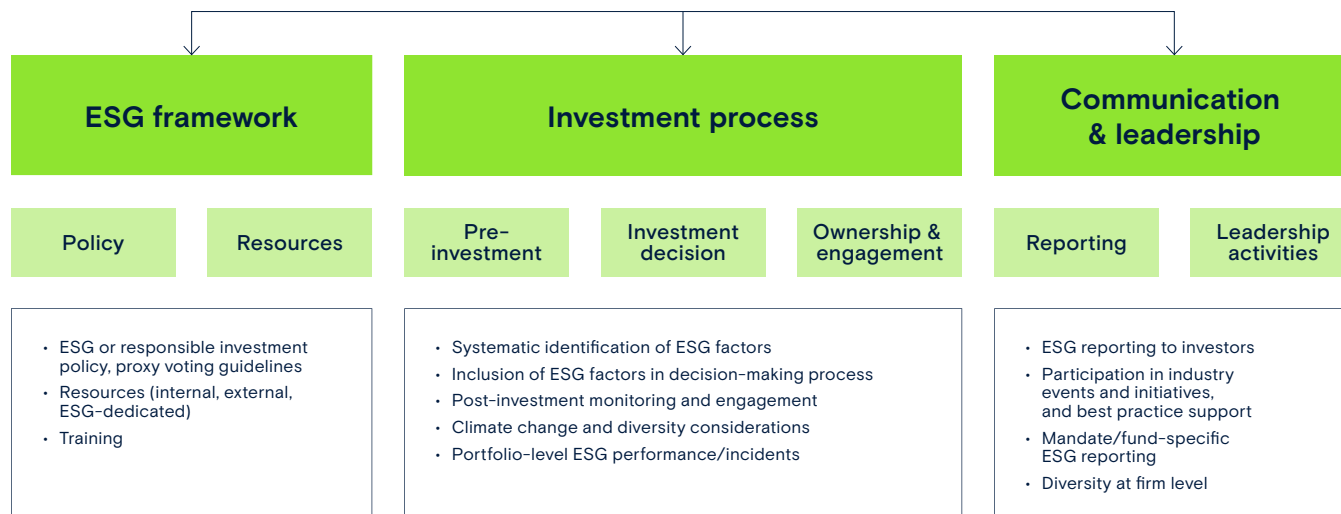 ESG framework
Investment process
Communication
& leadership
Policy
Resources
Pre-
investment
Investment
decision
Ownership &
engagement
Reporting
Leadership
activities
• ESG or responsible investment
policy, proxy voting guidelines
• Resources (internal, external,
ESG-dedicated)
• Training
• Systematic identification of ESG factors
• Inclusion of ESG factors in decision-making process
• Post-investment monitoring and engagement
• Climate change and diversity considerations
• Portfolio-level ESG performance/incidents
• ESG reporting to investors
• Participation in industry
events and initiatives,
and best practice support
• Mandate/fund-specific
ESG reporting
• Diversity at firm level